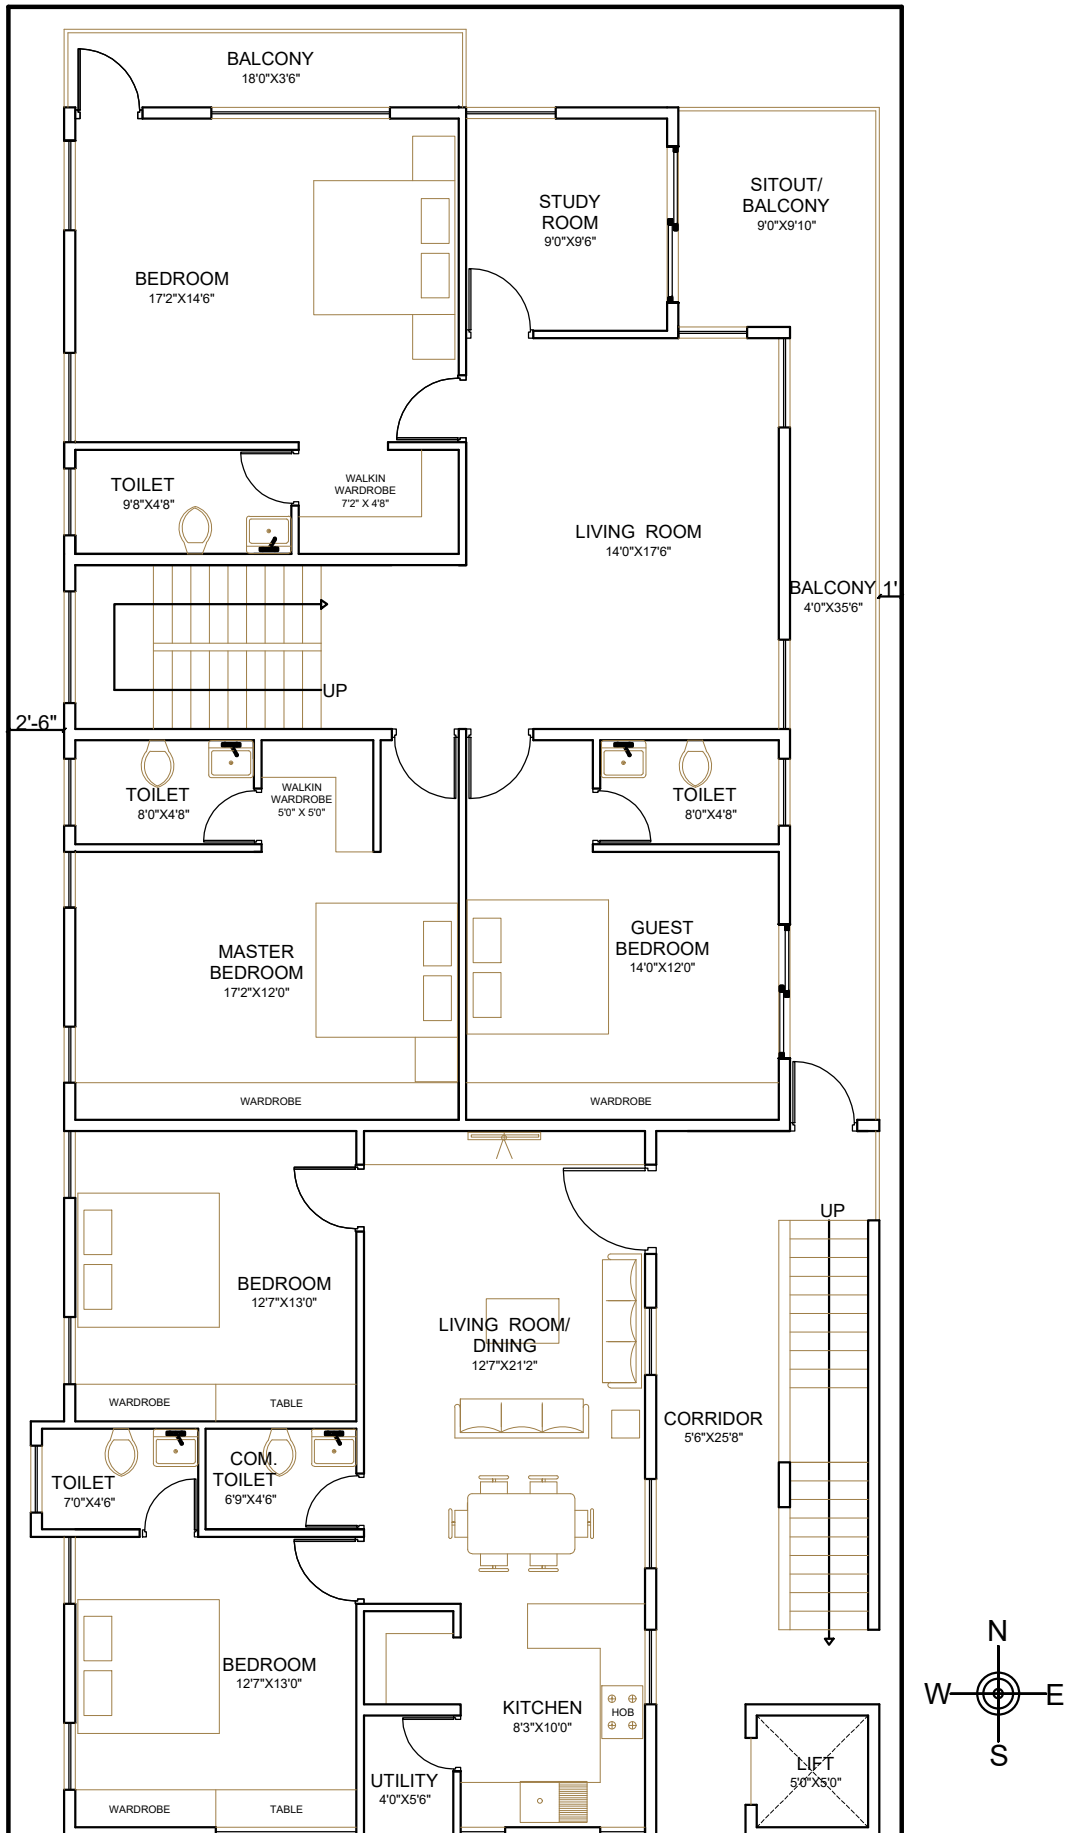 BALCONY
18'0"X3'6"
SITOUT/
BALCONY
9'0"X9'10"
STUDY
ROOM
9'0"X9'6"
BEDROOM
17'2"X14'6"
TOILET
9'8"X4'8"
WALKIN
WARDROBE
7'2" X 4'8"
LIVING ROOM
14'0"X17'6"
BALCONY
4'0"X35'6"
1'
UP
2'-6"
TOILET
8'0"X4'8"
WALKIN
WARDROBE
5'0" X 5'0"
TOILET
8'0"X4'8"
MASTER
BEDROOM
17'2"X12'0"
GUEST
BEDROOM
14'0"X12'0"
WARDROBE
WARDROBE
UP
BEDROOM
12'7"X13'0"
LIVING ROOM/
DINING
12'7"X21'2"
WARDROBE
TABLE
CORRIDOR
5'6"X25'8"
TOILET
7'0"X4'6"
COM.
TOILET
6'9"X4'6"
BEDROOM
12'7"X13'0"
KITCHEN
8'3"X10'0"
HOB
UTILITY
4'0"X5'6"
LIFT
5'0"X5'0"
WARDROBE
TABLE
N
W
E
S